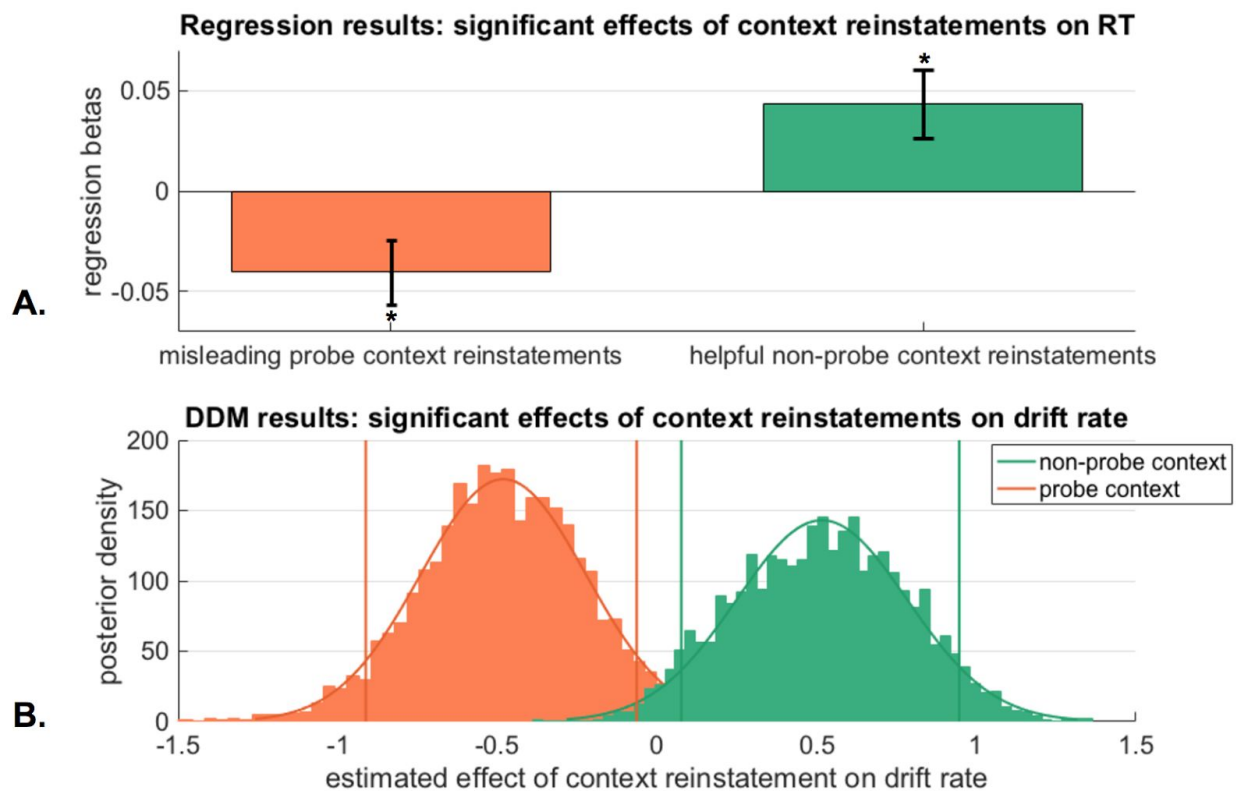 Regression results: significant effects of context reinstatements on RT
*
0.05
0
-0.05
regression betas
*
A.
misleading probe context reinstatements
helpful non-probe context reinstatements
DDM results: significant effects of context reinstatements on drift rate
200
150
100
50
0
posterior density
non-probe context
probe context
B.
-1.5 -1 -0.5 0 0.5 1 1.5
estimated effect of context reinstatement on drift rate